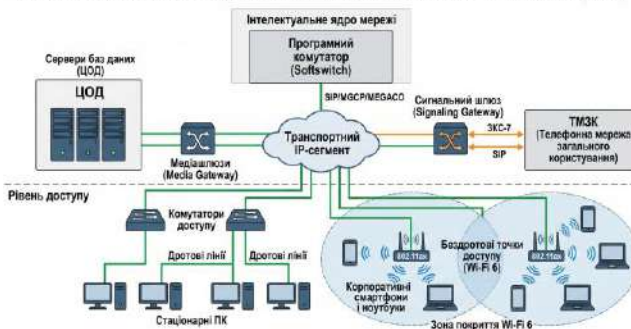 Інтелектуальне ядро мережі
Програмний
комутатор
(Softswitch)
Сервери баз даних
(ЦОД)
ЦОД
SIP/MGCP/MEGACO
Сигнальний шлюз
(Signaling Gateway)
Медіашлюзи
(Media Gateway)
Транспортний
IP-сегмент
ЗКС-7
SIP
ТМЗК
(Телефонна мережа
загального
користування)
Рівень доступу
Комутатори
доступу
Дротові лінії
Дротові лінії
Стаціонарні ПК
802.11ax
Бездротові точки
доступу
(Wi-Fi 6)
802.11ax
Корпоративні
смартфони
і ноутбуки
Зона покриття Wi-Fi 6